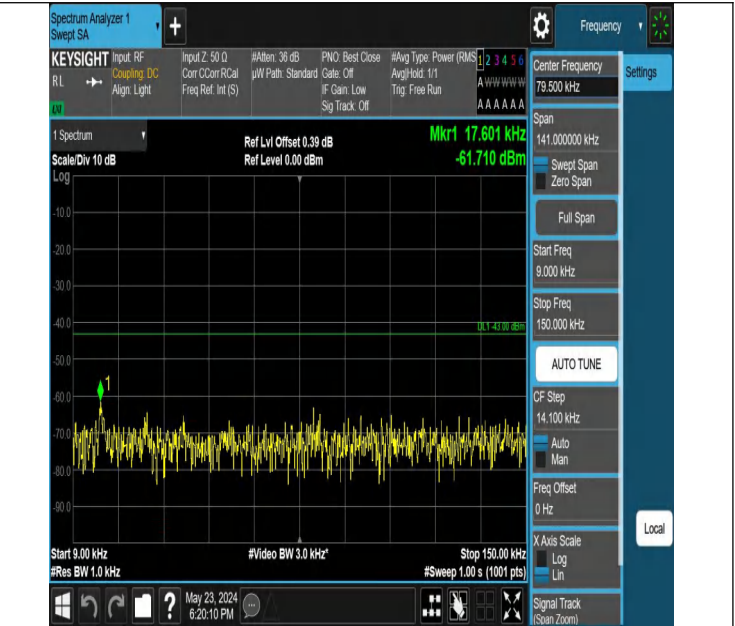 Spectrum Analyzer 1
Swept SA
+
Frequency
KEYSIGHT
RL
Input: RF
Coupling: DC
Align: Light
Input Z: 50 Ω
Corr CCorr RCal
Freq Ref: Int (S)
#Atten: 36 dB
µW Path: Standard
PNO: Best Close
Gate: Off
IF Gain: Low
Sig Track: Off
#Avg Type: Power (RMS
Avg|Hold: 1/1
Trig: Free Run
1 2 3 4 5 6
A W W W W W
A A A A A A
1 Spectrum
Scale/Div 10 dB
Ref Lvl Offset 0.39 dB
Ref Level 0.00 dBm
Mkr1 17.601 kHz
-61.710 dBm
Log
-10.0
-20.0
-30.0
-40.0
-50.0
-60.0
-70.0
-80.0
-90.0
DL1 -43.00 dBm
1
Start 9.00 kHz
#Res BW 1.0 kHz
#Video BW 3.0 kHz*
Stop 150.00 kHz
#Sweep 1.00 s (1001 pts)
Center Frequency
79.500 kHz
Settings
Span
141.000000 kHz
Swept Span
Zero Span
Full Span
Start Freq
9.000 kHz
Stop Freq
150.000 kHz
AUTO TUNE
CF Step
14.100 kHz
Auto
Man
Freq Offset
0 Hz
X Axis Scale
Log
Lin
Local
Signal Track
(Span Zoom)
?
May 23, 2024
6:20:10 PM